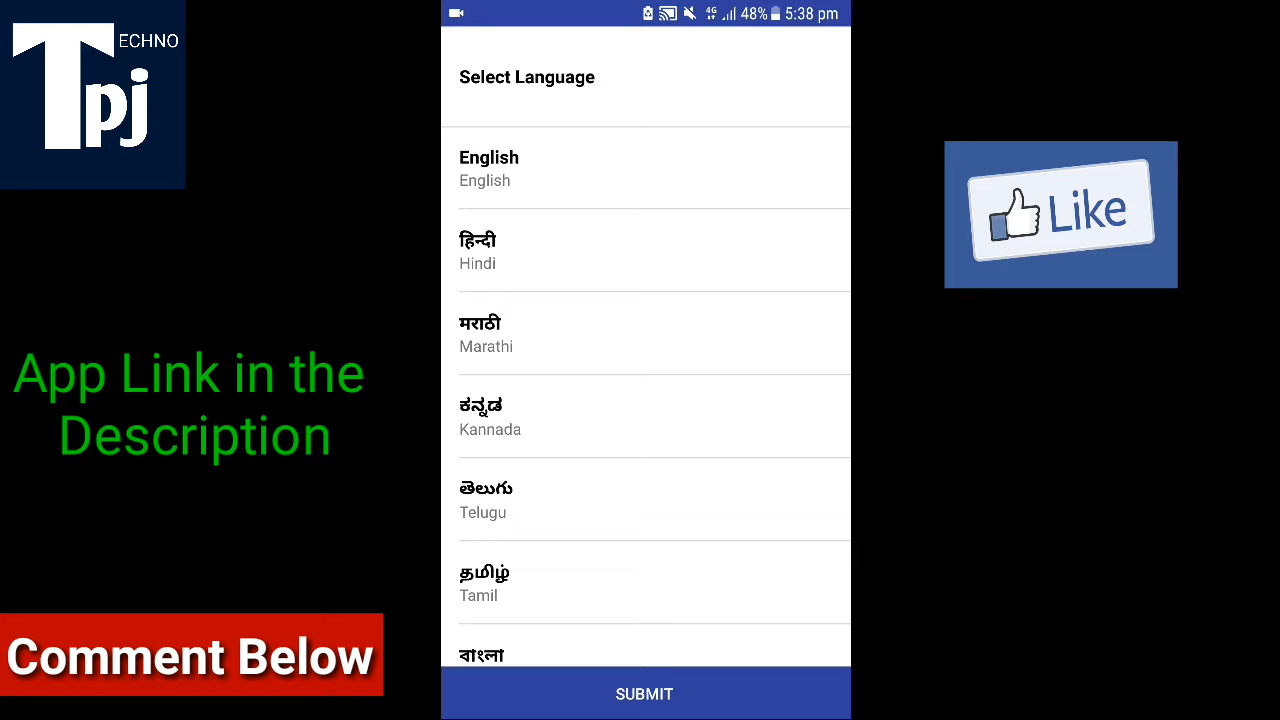 TECHNO
pj
4G 48% 5:38 pm
Select Language
English
English
हिन्दी
Hindi
मराठी
Marathi
ಕನ್ನಡ
Kannada
తెలుగు
Telugu
தமிழ்
Tamil
বাংলা
SUBMIT
App Link in the
Description
Comment Below
Like